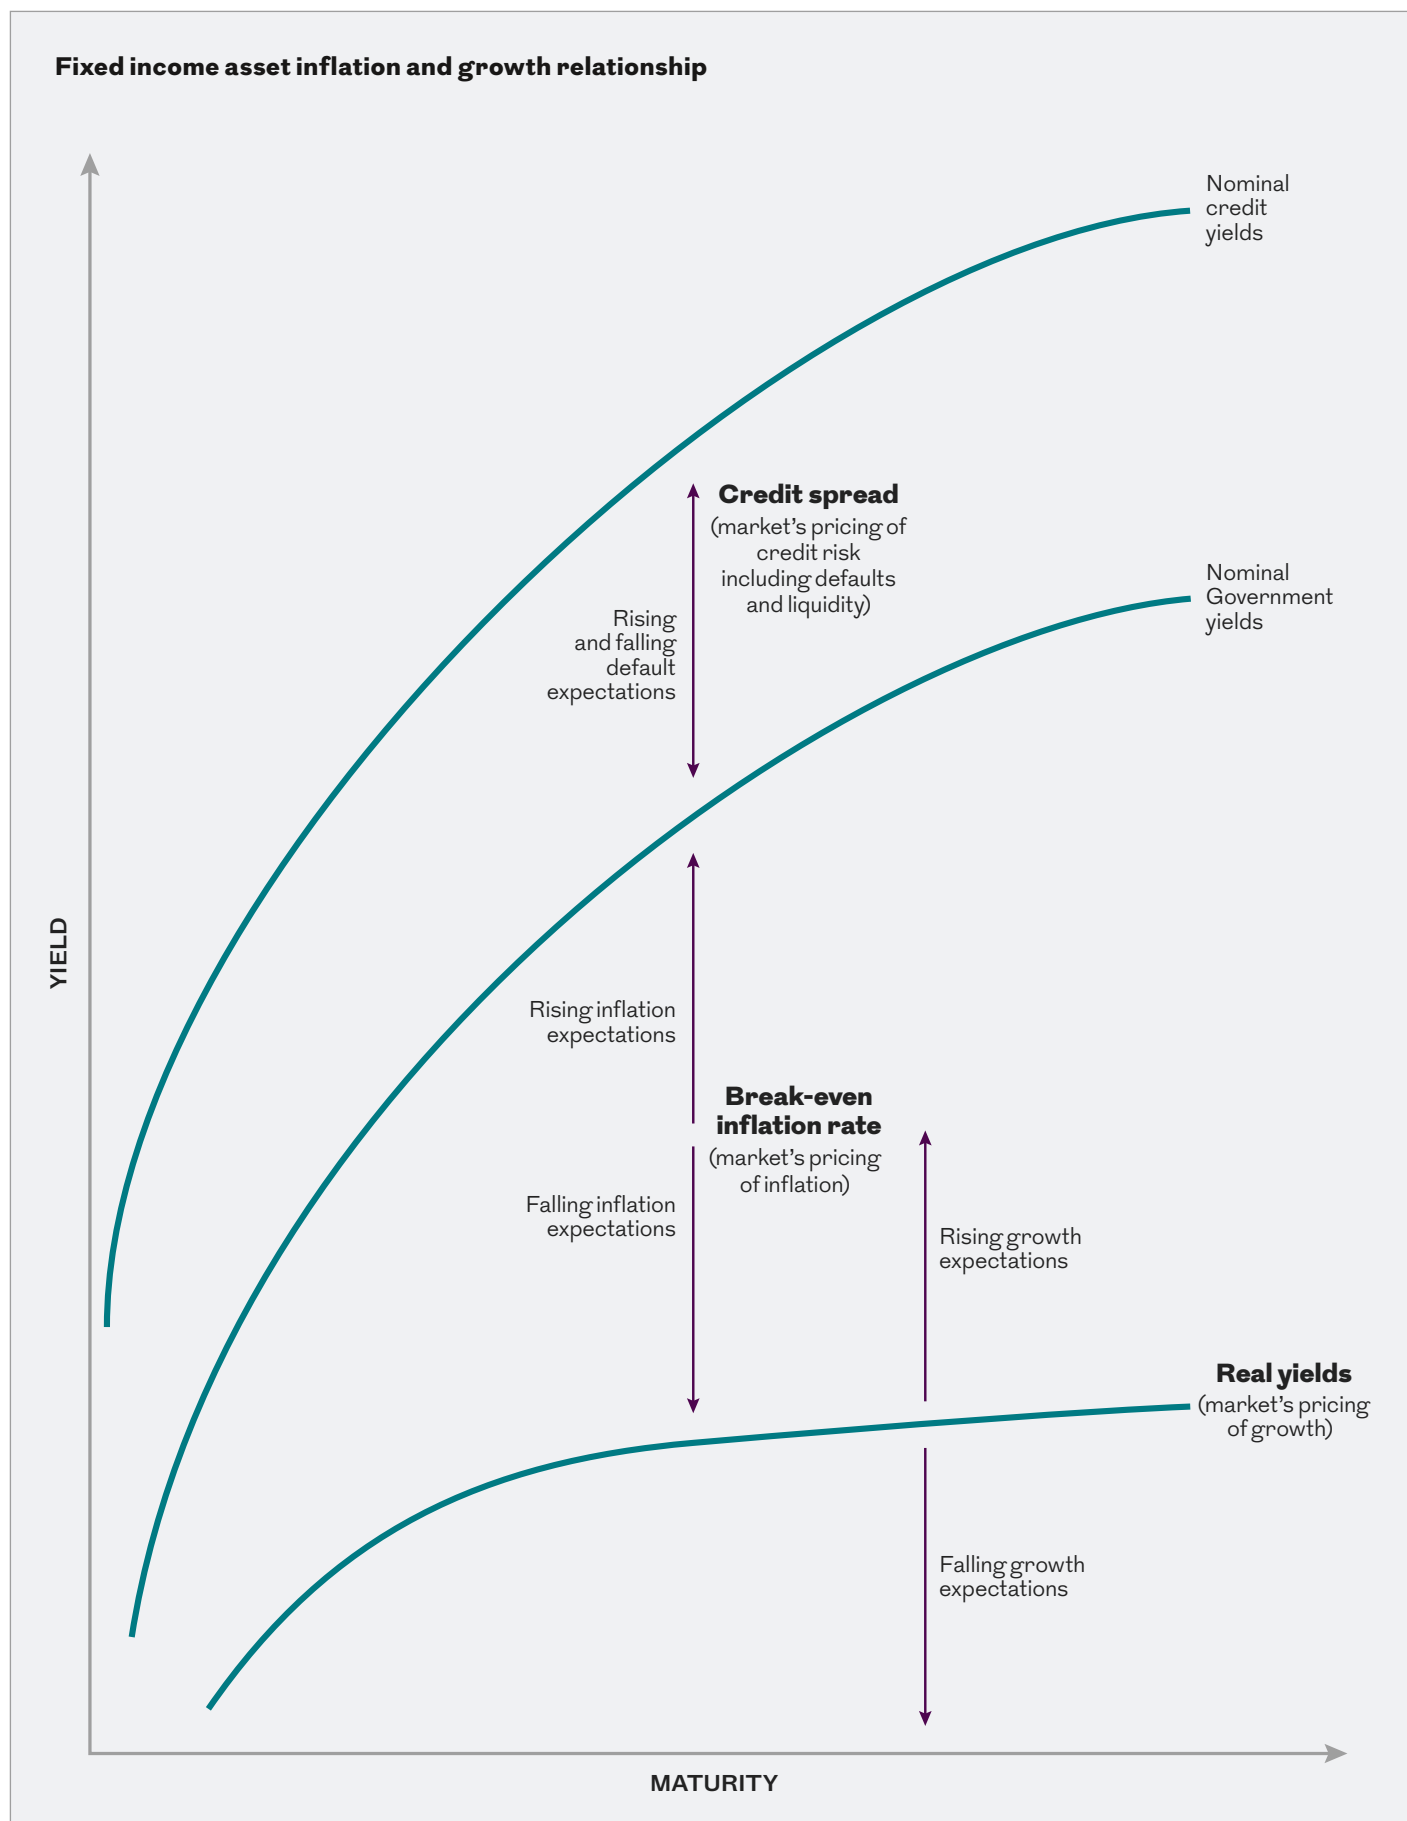 Fixed income asset inflation and growth relationship
Nominal
credit
yields
Credit spread
(market’s pricing of
credit risk
including defaults
and liquidity)
Rising
and falling
default
expectations
Nominal
Government
yields
YIELD
Rising inflation
expectations
Break-even
inflation rate
(market’s pricing
of inflation)
Falling inflation
expectations
Rising growth
expectations
Real yields
(market’s pricing
of growth)
Falling growth
expectations
MATURITY